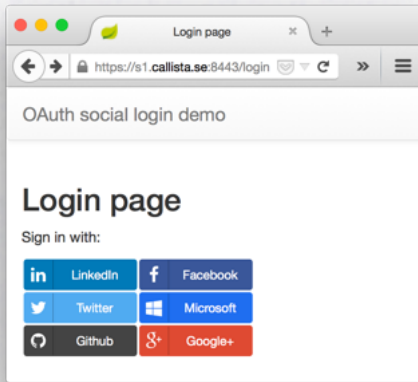 Login page
https://s1.callista.se:8443/login
OAuth social login demo
Login page
Sign in with:
in LinkedIn f Facebook
Twitter Microsoft
Github g+ Google+